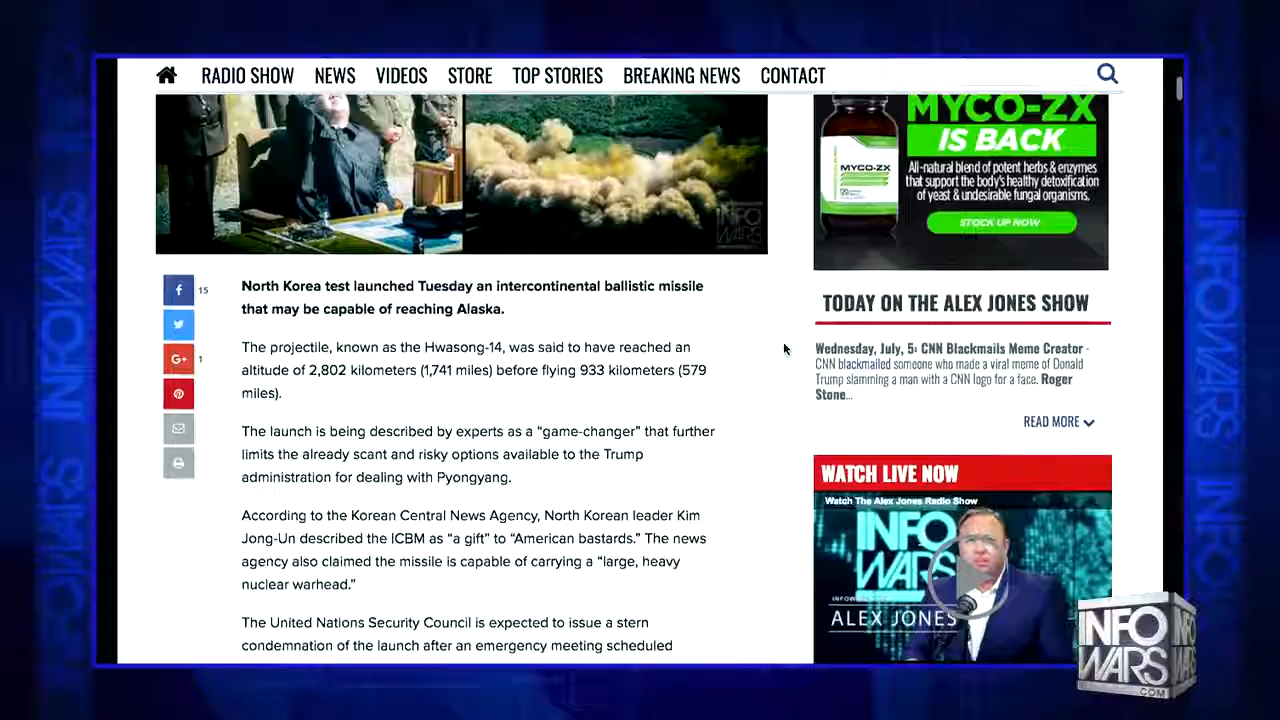 RADIO SHOW NEWS VIDEOS STORE TOP STORIES BREAKING NEWS CONTACT
INFO
WARS
15
1
North Korea test launched Tuesday an intercontinental ballistic missile
that may be capable of reaching Alaska.
The projectile, known as the Hwasong-14, was said to have reached an
altitude of 2,802 kilometers (1,741 miles) before flying 933 kilometers (579
miles).
The launch is being described by experts as a “game-changer” that further
limits the already scant and risky options available to the Trump
administration for dealing with Pyongyang.
According to the Korean Central News Agency, North Korean leader Kim
Jong-Un described the ICBM as “a gift” to “American bastards.” The news
agency also claimed the missile is capable of carrying a “large, heavy
nuclear warhead.”
The United Nations Security Council is expected to issue a stern
condemnation of the launch after an emergency meeting scheduled
MYCO-ZX
IS BACK
All-natural blend of potent herbs & enzymes
that support the body's healthy detoxification
of yeast & undesirable fungal organisms.
STOCK UP NOW
MYCO-ZX
120
TODAY ON THE ALEX JONES SHOW
Wednesday, July, 5: CNN Blackmails Meme Creator -
CNN blackmailed someone who made a viral meme of Donald
Trump slamming a man with a CNN logo for a face. Roger
Stone...
READ MORE
WATCH LIVE NOW
Watch The Alex Jones Radio Show
INFO
WARS
ALEX JONES
INFO
WARS
.COM
INFOWARS
INFOWARS